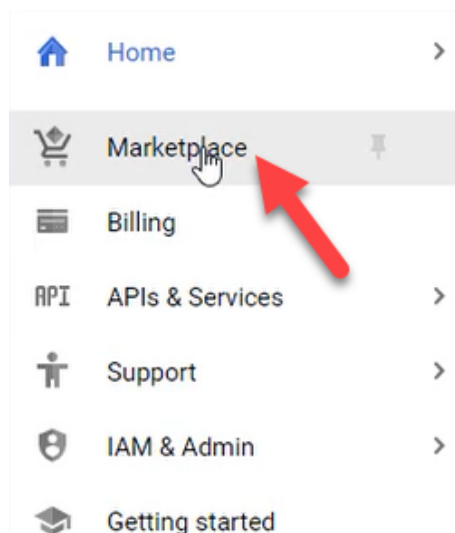 Home
Marketplace
Billing
API APIs & Services
Support
IAM & Admin
Getting started